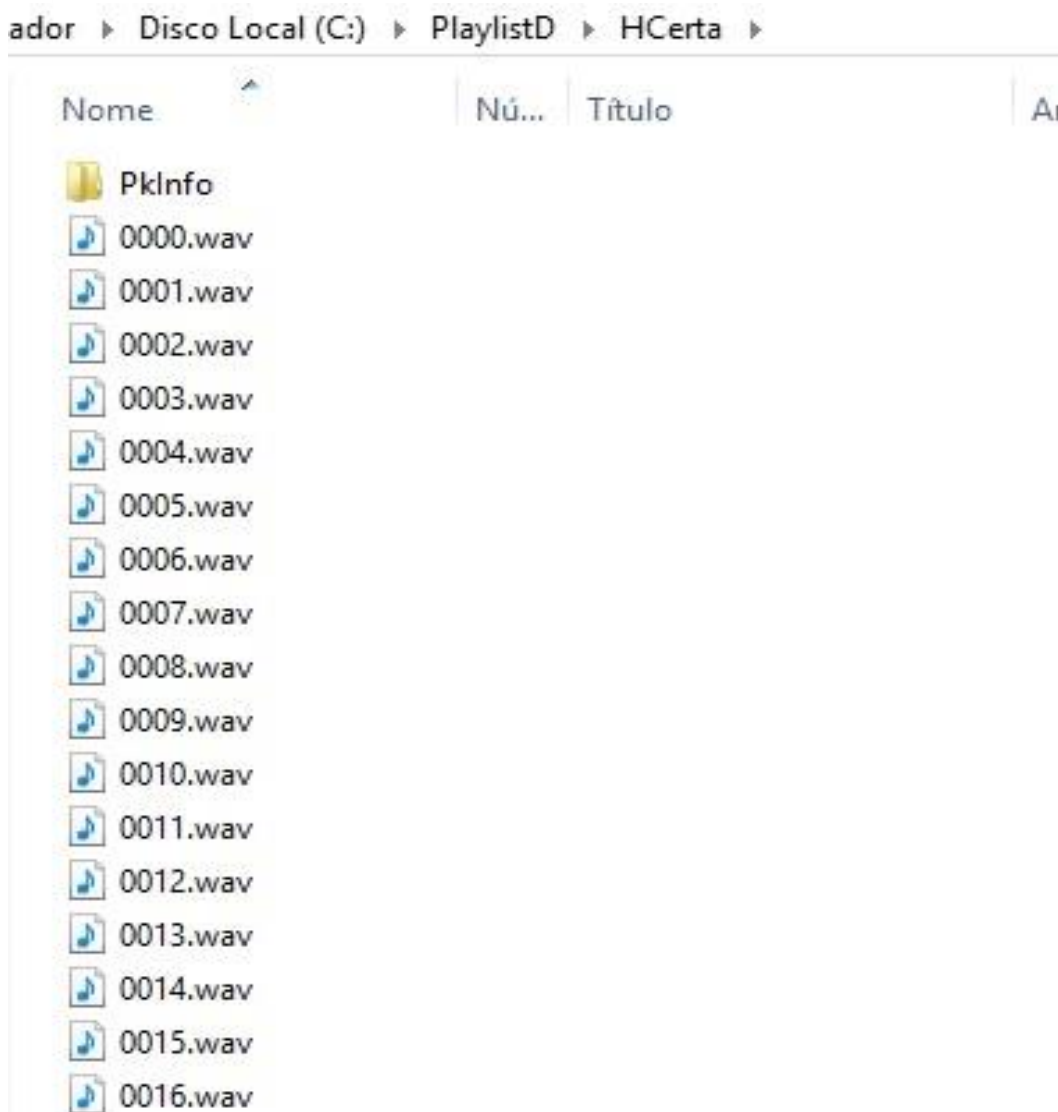 ador Disco Local (C:) PlaylistD HCerta
Nome Nú... Título Ar
PkInfo
0000.wav
0001.wav
0002.wav
0003.wav
0004.wav
0005.wav
0006.wav
0007.wav
0008.wav
0009.wav
0010.wav
0011.wav
0012.wav
0013.wav
0014.wav
0015.wav
0016.wav